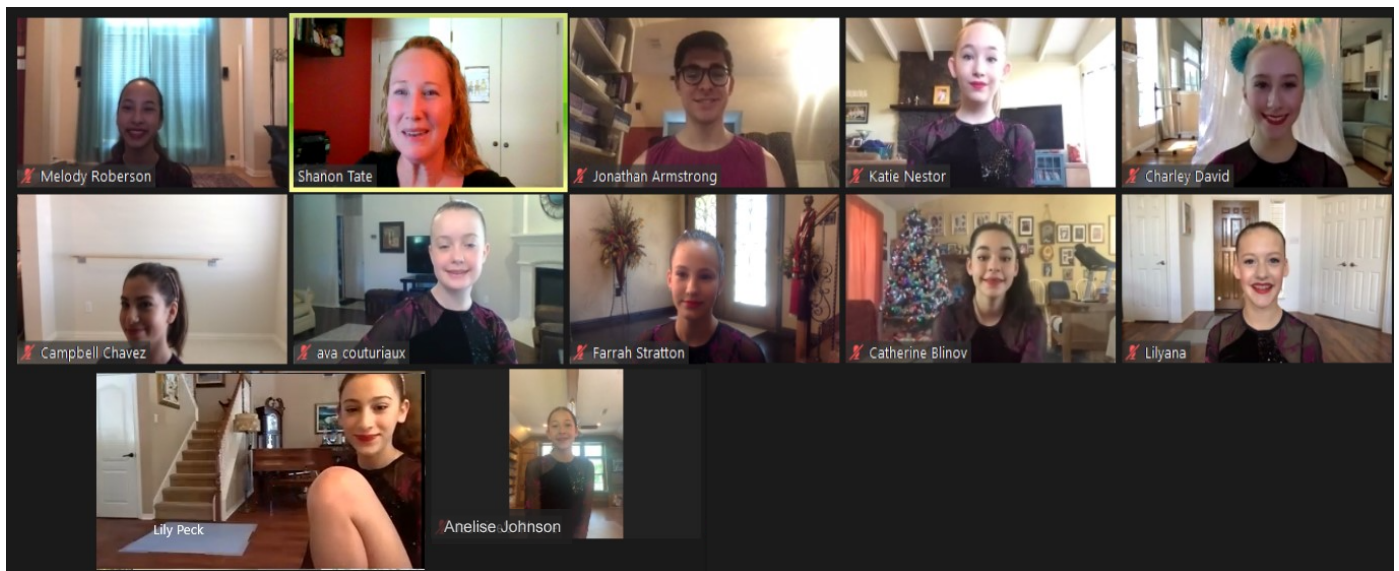 Melody Roberson
Shanon Tate
Jonathan Armstrong
Katie Nestor
Charley David
Campbell Chavez
ava couturiaux
Farrah Stratton
Catherine Blinov
Lilyana
Lily Peck
Anelise Johnson